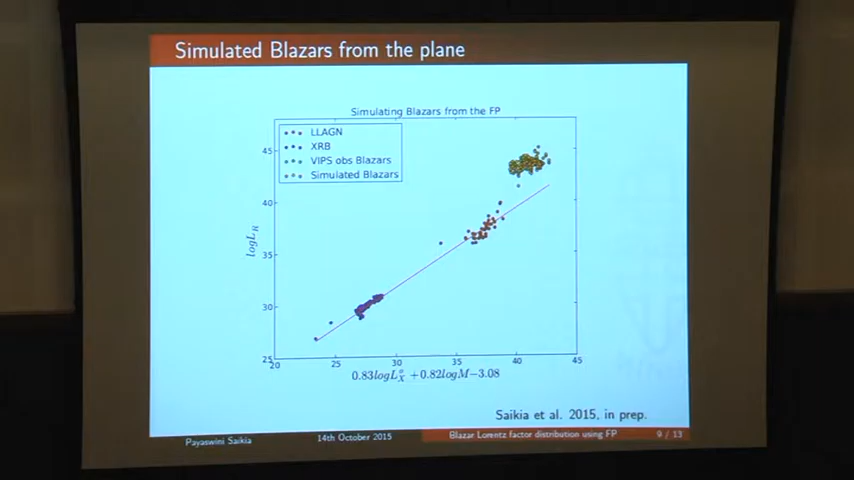 Simulated Blazars from the plane
Simulating Blazars from the FP
LLAGN
XRB
VIPS obs Blazars
Simulated Blazars
45
40
35
30
25
logL_R
20 25 30 35 40 45
0.83logL_X^o + 0.82logM−3.08
Saikia et al. 2015, in prep.
Payaswini Saikia 14th October 2015 Blazar Lorentz factor distribution using FP 9 / 13